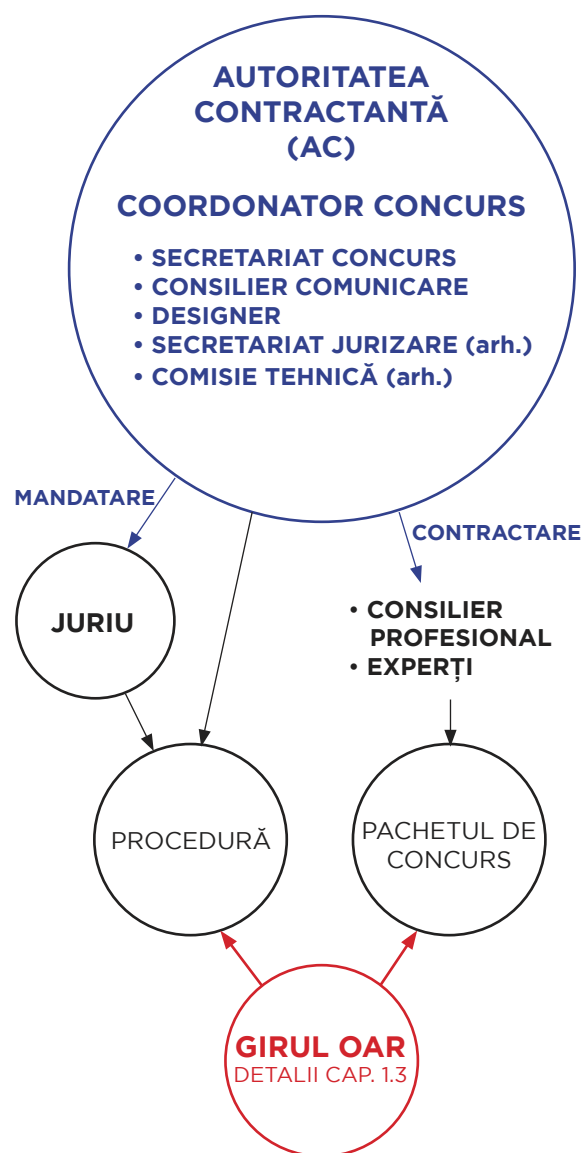 AUTORITATEA
CONTRACTANTĂ
(AC)
COORDONATOR CONCURS
• SECRETARIAT CONCURS
• CONSILIER COMUNICARE
• DESIGNER
• SECRETARIAT JURIZARE (arh.)
• COMISIE TEHNICĂ (arh.)
MANDATARE
CONTRACTARE
JURIU
• CONSILIER
PROFESIONAL
• EXPERȚI
PROCEDURĂ
PACHETUL DE
CONCURS
GIRUL OAR
DETALII CAP. 1.3